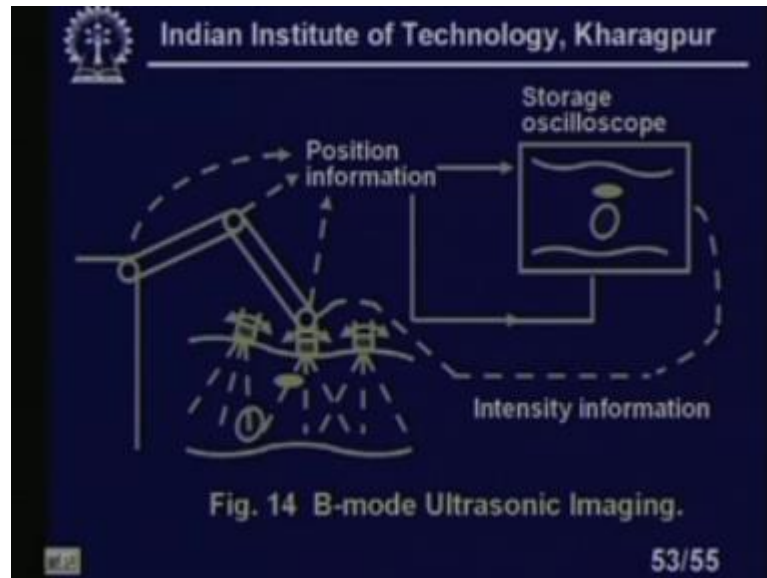 Indian Institute of Technology, Kharagpur
Storage
oscilloscope
Position
information
Intensity information
Fig. 14 B-mode Ultrasonic Imaging.
53/55